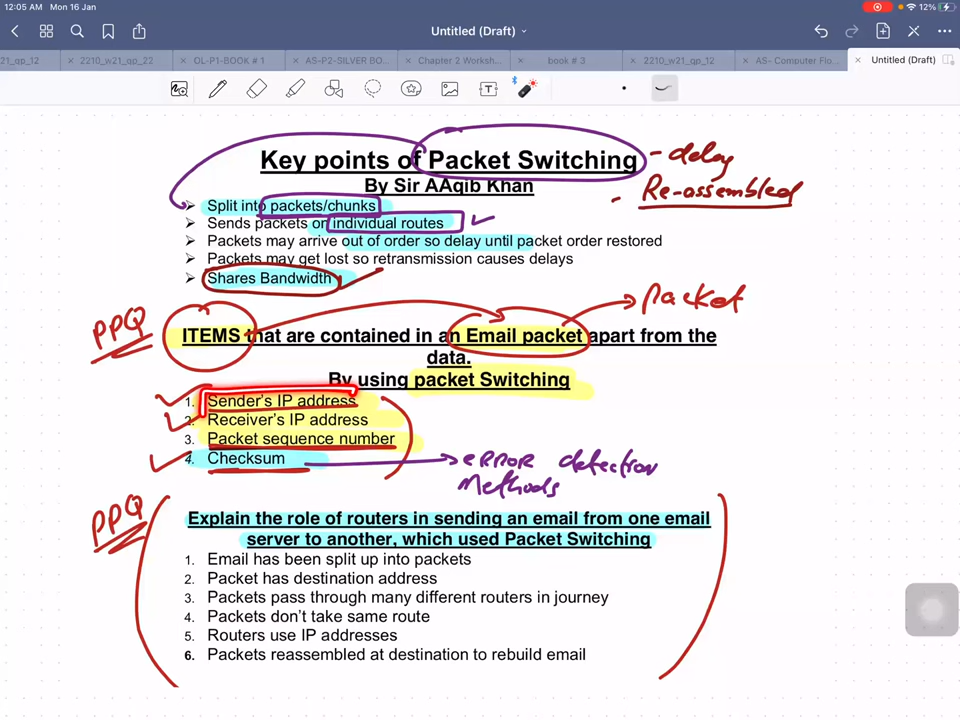 12:05 AM Mon 16 Jan
12%
Untitled (Draft)
21_qp_12
2210_w21_qp_22
OL-P1-BOOK # 1
AS-P2-SILVER BO...
Chapter 2 Worksh...
book # 3
2210_w21_qp_12
AS- Computer Flo...
Untitled (Draft)
Key points of Packet Switching
- delay
By Sir AAqib Khan
- Re-assembled
Split into packets/chunks
Sends packets on individual routes
Packets may arrive out of order so delay until packet order restored
Packets may get lost so retransmission causes delays
Shares Bandwidth
packet
PPQ
ITEMS that are contained in an Email packet apart from the
data.
By using packet Switching
1. Sender's IP address
2. Receiver's IP address
3. Packet sequence number
4. Checksum
error detection
Methods
PPQ
Explain the role of routers in sending an email from one email
server to another, which used Packet Switching
1. Email has been split up into packets
2. Packet has destination address
3. Packets pass through many different routers in journey
4. Packets don't take same route
5. Routers use IP addresses
6. Packets reassembled at destination to rebuild email